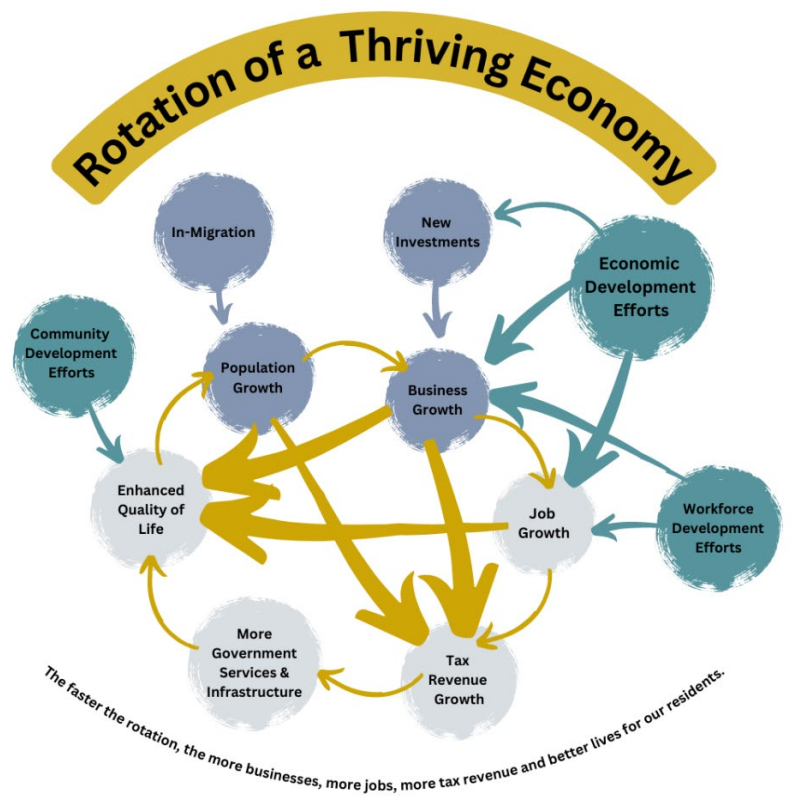 Rotation of a Thriving Economy
In-Migration
New
Investments
Economic
Development
Efforts
Community
Development
Efforts
Population
Growth
Business
Growth
Enhanced
Quality of
Life
Job
Growth
Workforce
Development
Efforts
More
Government
Services &
Infrastructure
Tax
Revenue
Growth
The faster the rotation, the more businesses, more jobs, more tax revenue and better lives for our residents.